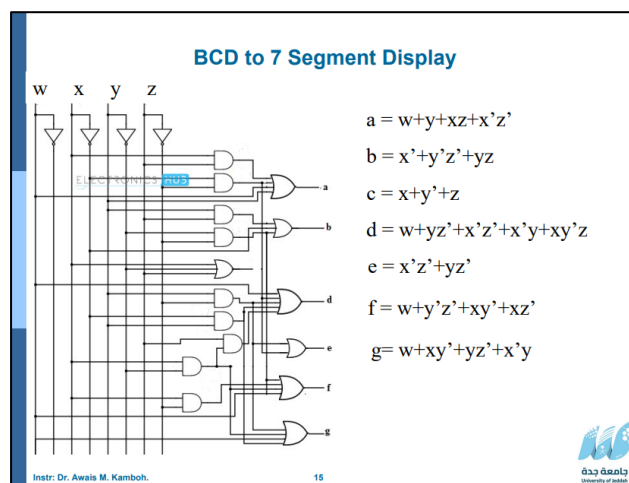 BCD to 7 Segment Display
w x y z
a = w+y+xz+x’z’
b = x’+y’z’+yz
c = x+y’+z
d = w+yz’+x’z’+x’y+xy’z
e = x’z’+yz’
f = w+y’z’+xy’+xz’
g= w+xy’+yz’+x’y
ELECTRONICS HUB
a
b
d
e
f
g
Instr: Dr. Awais M. Kamboh.
15
جامعة جدة
University of Jeddah